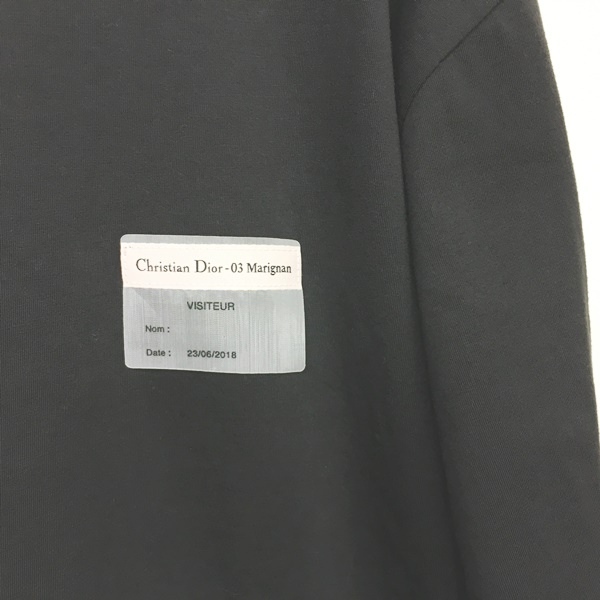 Christian Dior - 03 Marignan
VISITEUR
Nom :
Date : 23/06/2018